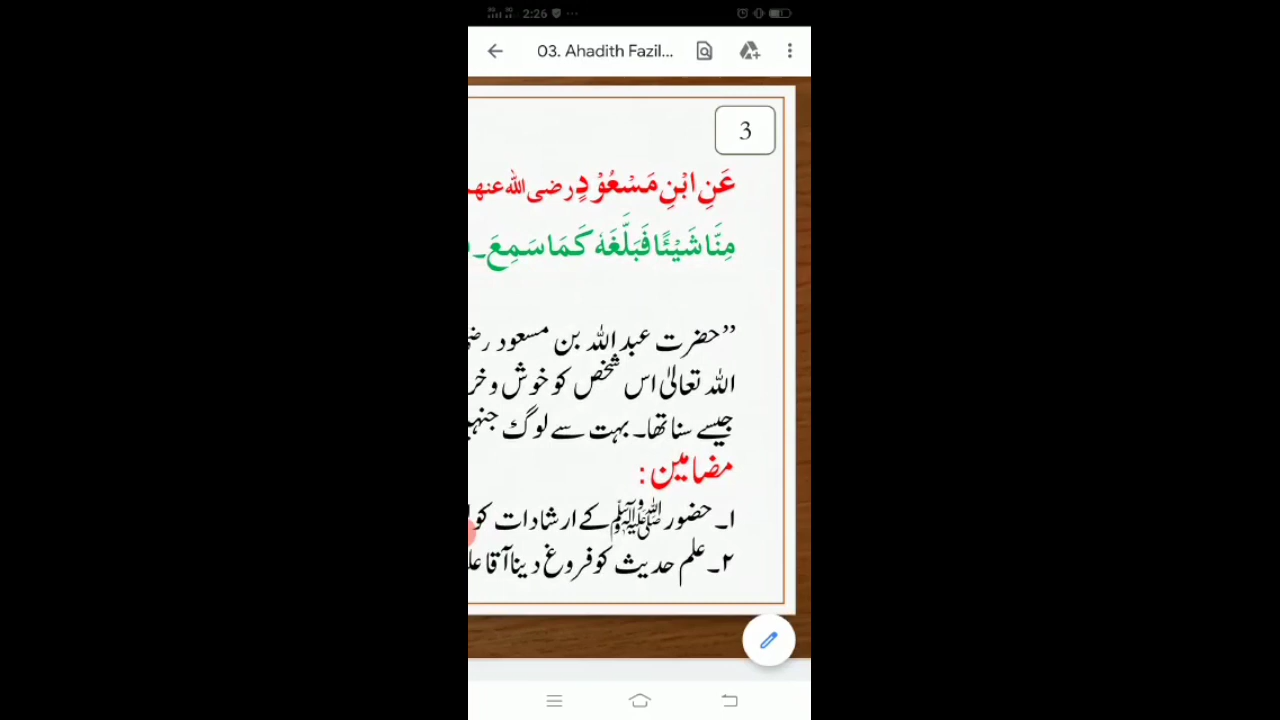 2:26
03. Ahadith Fazil...
3
عَنِ ابْنِ مَسْعُوْدٍ رضی اللہ عنہ
مِنَّا شَيْئًا فَبَلَّغَهٗ كَمَا سَمِعَ۔
”حضرت عبد اللہ بن مسعود
اللہ تعالیٰ اس شخص کو خوش و
جیسے سنا تھا۔ بہت سے لوگ
مضامین:
۱۔ حضور ﷺ کے ارشادات کو
۲۔ علم حدیث کو فروغ دینا آقا